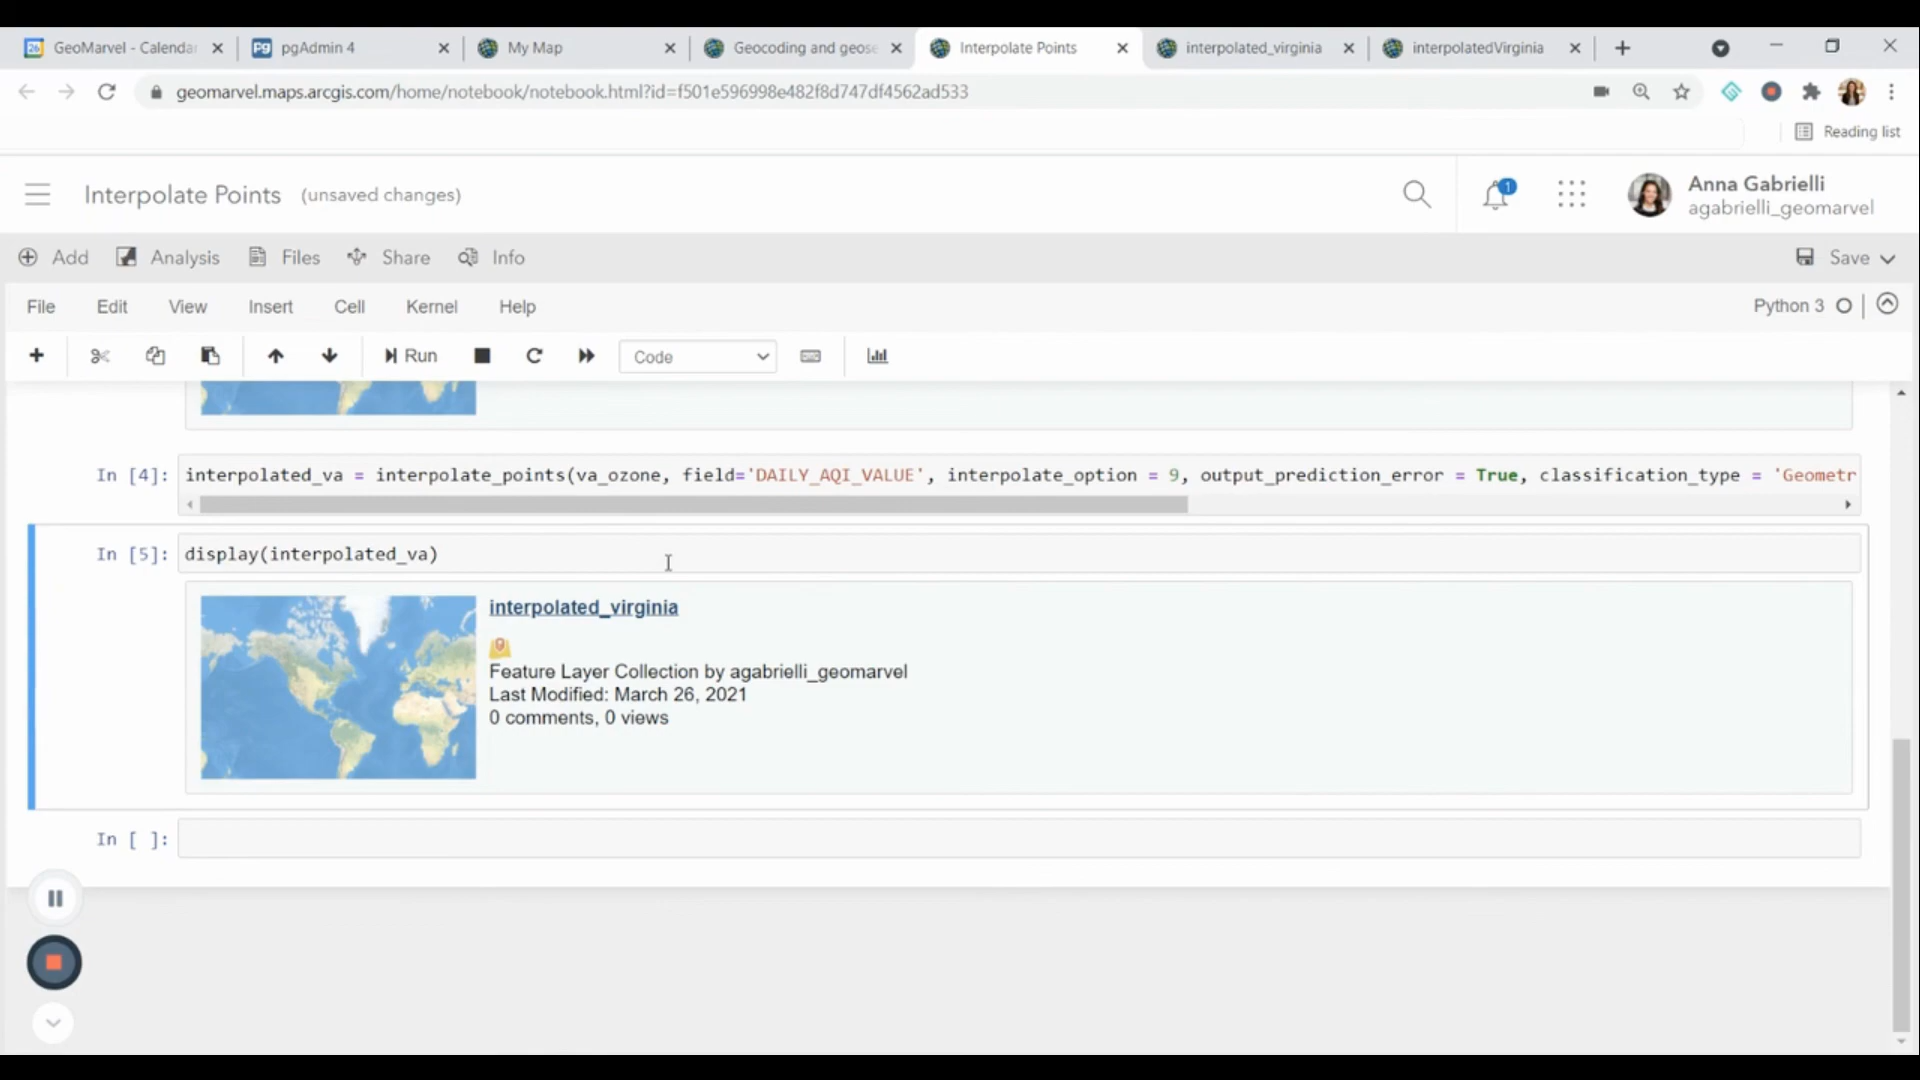 GeoMarvel - Calenda
pgAdmin 4
My Map
Geocoding and geose
Interpolate Points
interpolated_virginia
interpolatedVirginia
geomarvel.maps.arcgis.com/home/notebook/notebook.html?id=f501e596998e482f8d747df4562ad533
Reading list
Interpolate Points (unsaved changes)
1
Anna Gabrielli
agabrielli_geomarvel
Add Analysis Files Share Info Save
File Edit View Insert Cell Kernel Help Python 3
Run Code
In [4]: interpolated_va = interpolate_points(va_ozone, field='DAILY_AQI_VALUE', interpolate_option = 9, output_prediction_error = True, classification_type = 'Geometr
In [5]: display(interpolated_va)
interpolated_virginia
Feature Layer Collection by agabrielli_geomarvel
Last Modified: March 26, 2021
0 comments, 0 views
In [ ]: